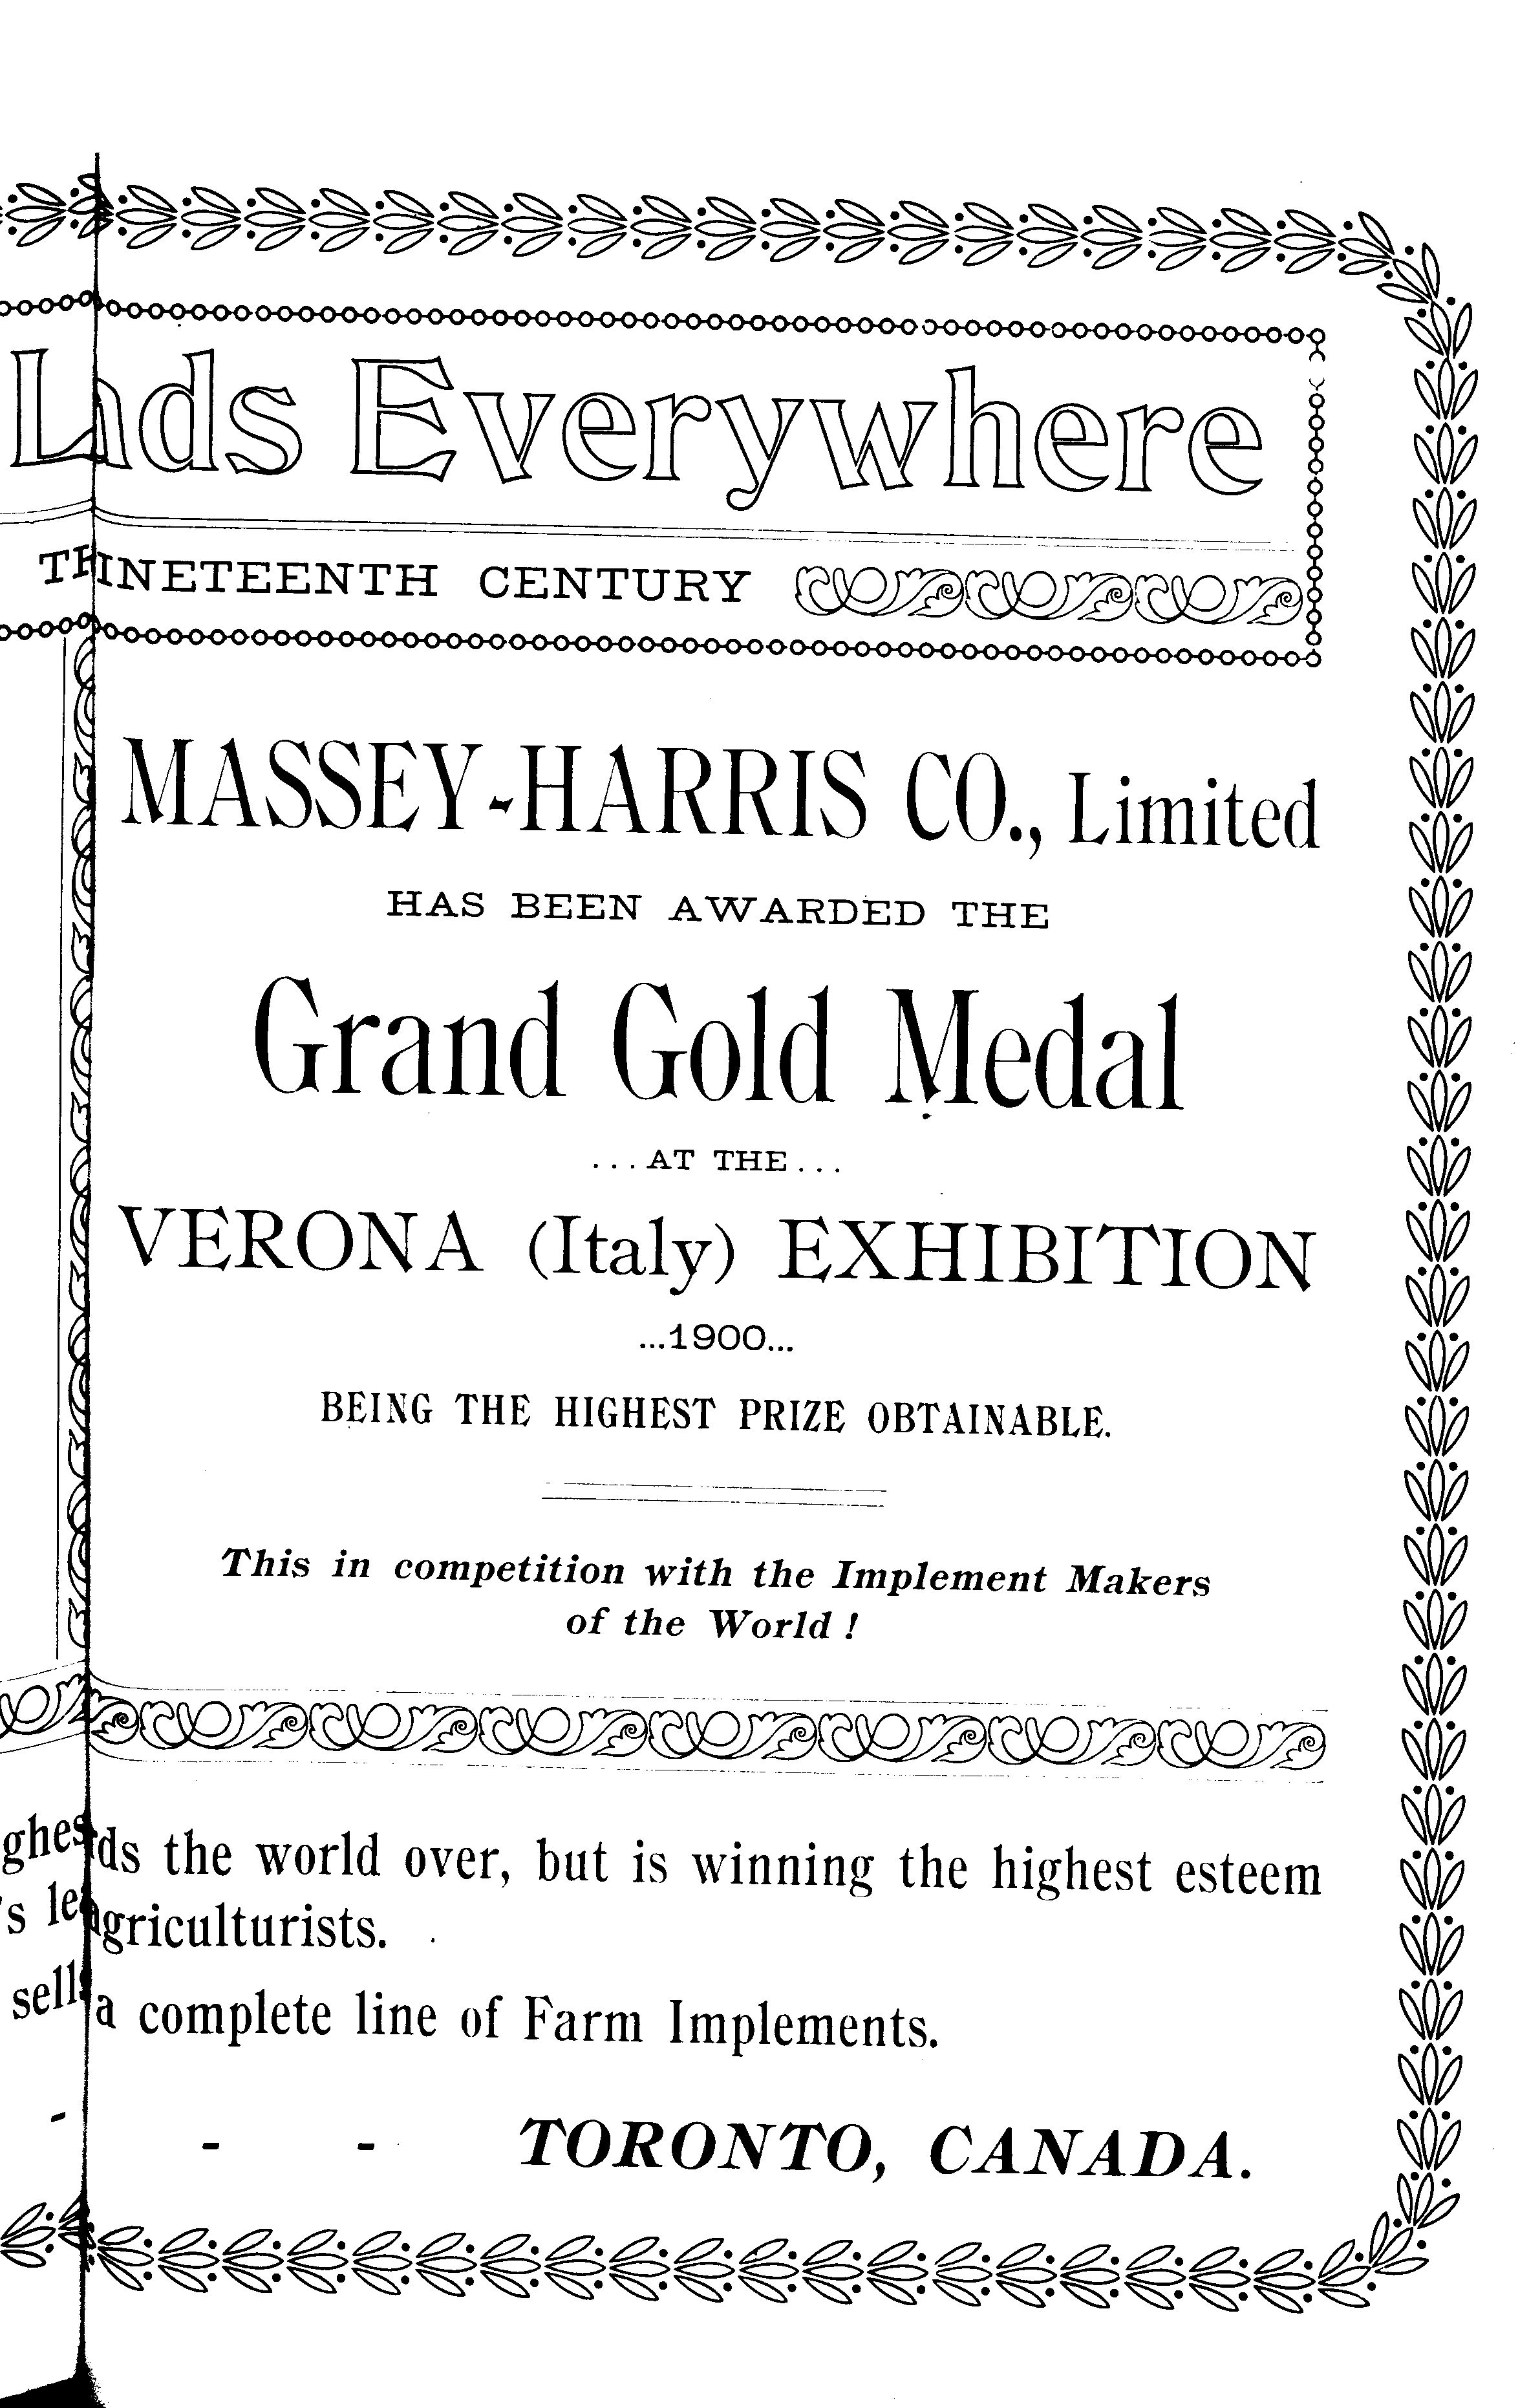 Lads Everywhere
INETEENTH CENTURY
MASSEY-HARRIS CO., Limited
HAS BEEN AWARDED THE
Grand Gold Medal
...AT THE...
VERONA (Italy) EXHIBITION
...1900...
BEING THE HIGHEST PRIZE OBTAINABLE.
This in competition with the Implement Makers
of the World !
ds the world over, but is winning the highest esteem
griculturists.
a complete line of Farm Implements.
- - - TORONTO, CANADA.